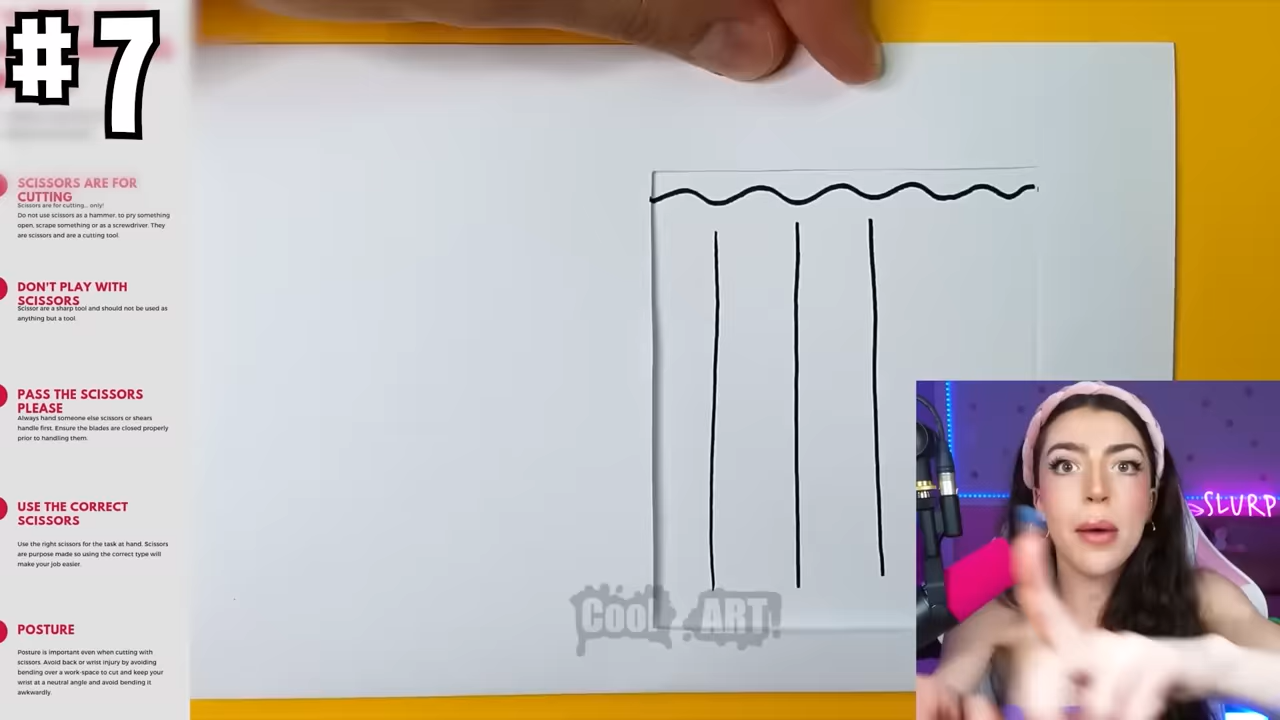 #7
SCISSORS ARE FOR
CUTTING
Scissors are for cutting... only!
Do not use scissors as a hammer, to pry something
open, scrape something or as a screwdriver. They
are scissors and are a cutting tool.
DON'T PLAY WITH
SCISSORS
Scissor are a sharp tool and should not be used as
anything but a tool.
PASS THE SCISSORS
PLEASE
Always hand someone else scissors or shears
handle first. Ensure the blades are closed properly
prior to handling them.
USE THE CORRECT
SCISSORS
Use the right scissors for the task at hand. Scissors
are purpose made so using the correct type will
make your job easier.
POSTURE
Posture is important even when cutting with
scissors. Avoid back or wrist injury by avoiding
bending over a work-space to cut and keep your
wrist at a neutral angle and avoid bending it
awkwardly.
Cool ART
SLURP